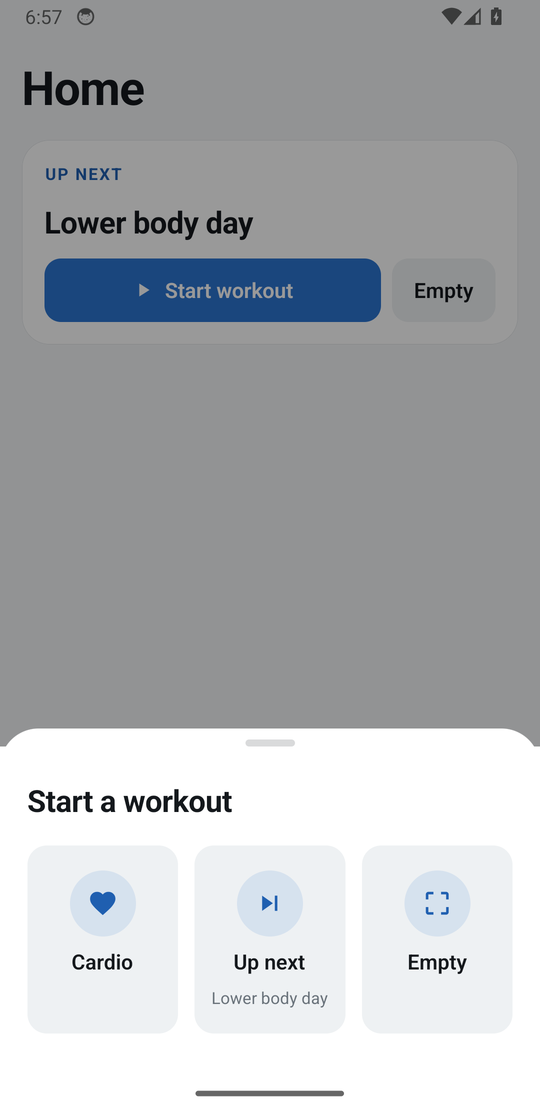 6:57
Home
UP NEXT
Lower body day
Start workout
Empty
Start a workout
Cardio
Up next
Empty
Lower body day